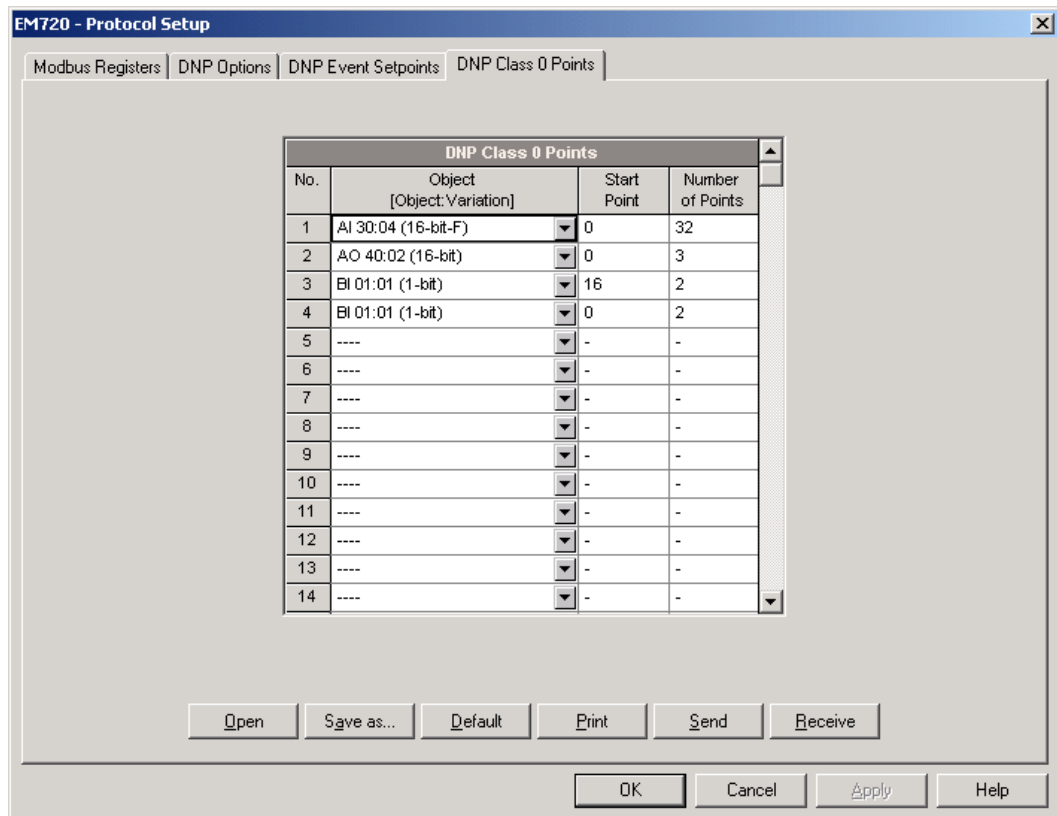 EM720 - Protocol Setup
Modbus Registers DNP Options DNP Event Setpoints DNP Class 0 Points
DNP Class 0 Points
No. Object Start Number
[Object:Variation] Point of Points
1 AI 30:04 (16-bit-F) 0 32
2 AO 40:02 (16-bit) 0 3
3 BI 01:01 (1-bit) 16 2
4 BI 01:01 (1-bit) 0 2
5 ---- - -
6 ---- - -
7 ---- - -
8 ---- - -
9 ---- - -
10 ---- - -
11 ---- - -
12 ---- - -
13 ---- - -
14 ---- - -
Open Save as... Default Print Send Receive
OK Cancel Apply Help